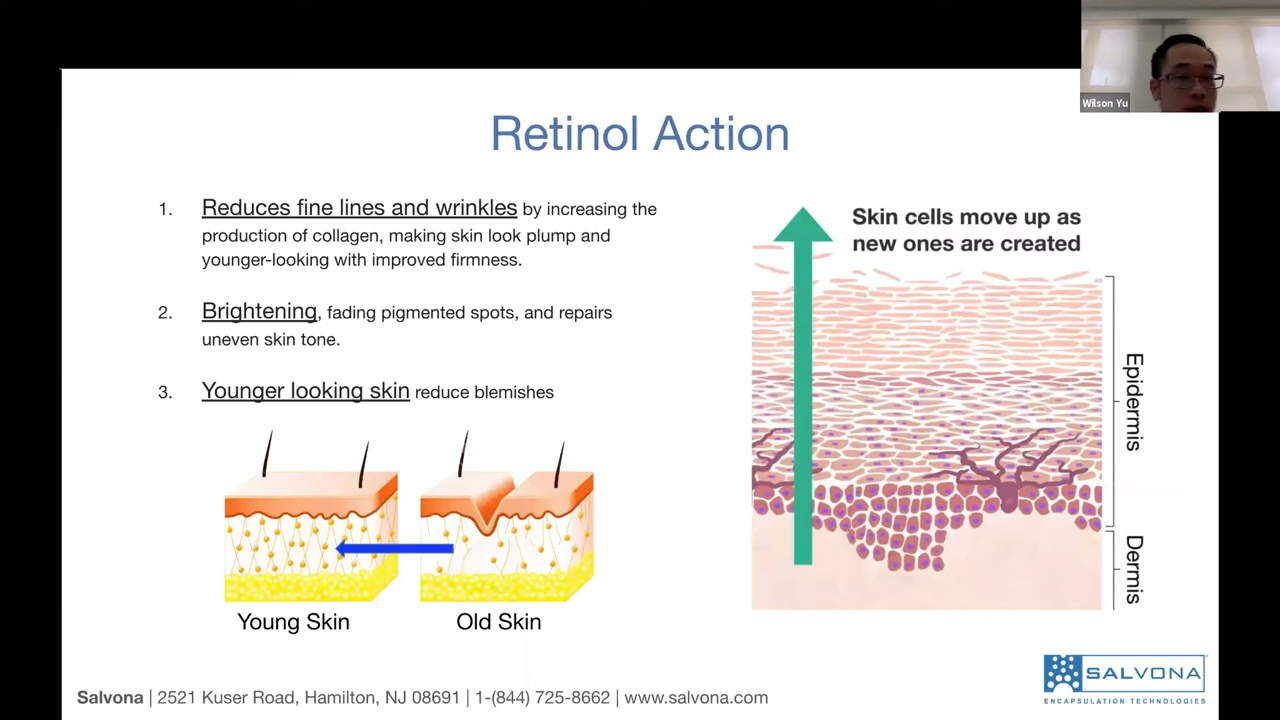 Wilson Yu
Retinol Action
1. Reduces fine lines and wrinkles by increasing the
production of collagen, making skin look plump and
younger-looking with improved firmness.
2. Brightening, fading pigmented spots, and repairs
uneven skin tone.
3. Younger looking skin reduce blemishes
Young Skin
Old Skin
Skin cells move up as
new ones are created
Epidermis
Dermis
Salvona | 2521 Kuser Road, Hamilton, NJ 08691 | 1-(844) 725-8662 | www.salvona.com
SALVONA
ENCAPSULATION TECHNOLOGIES